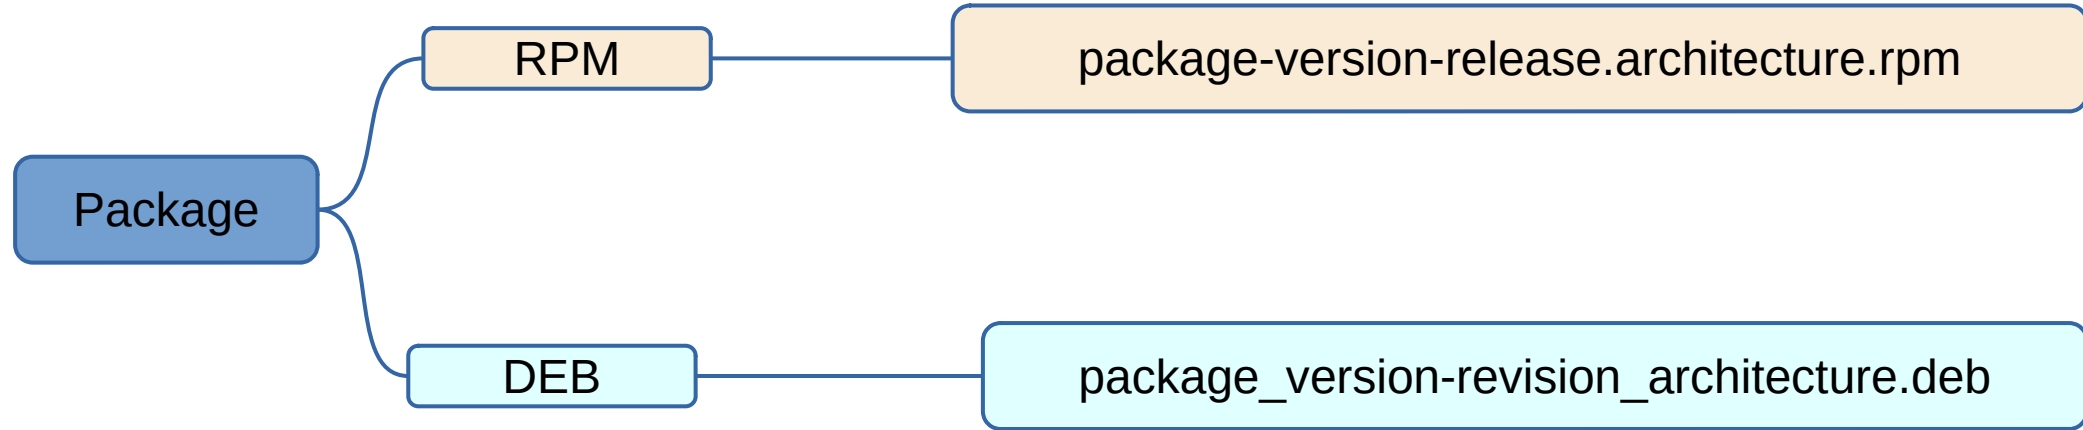 RPM
package-version-release.architecture.rpm
Package
DEB
package_version-revision_architecture.deb